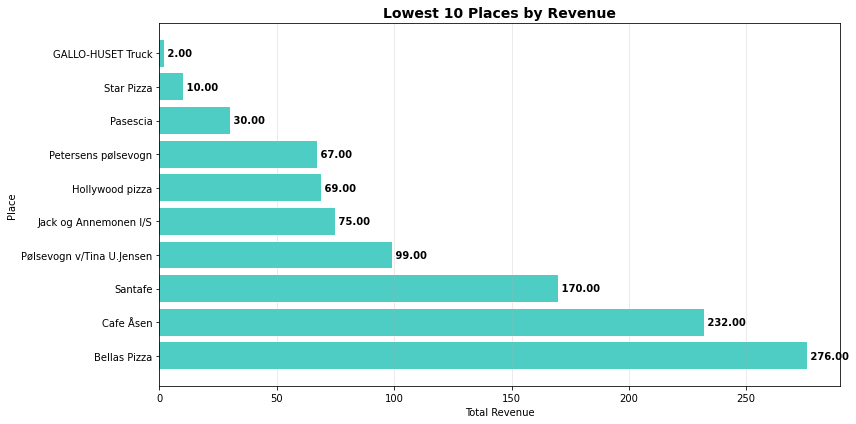 Lowest 10 Places by Revenue
Place
GALLO-HUSET Truck 2.00
Star Pizza 10.00
Pasescia 30.00
Petersens pølsevogn 67.00
Hollywood pizza 69.00
Jack og Annemonen I/S 75.00
Pølsevogn v/Tina U.Jensen 99.00
Santafe 170.00
Cafe Åsen 232.00
Bellas Pizza 276.00
0 50 100 150 200 250
Total Revenue